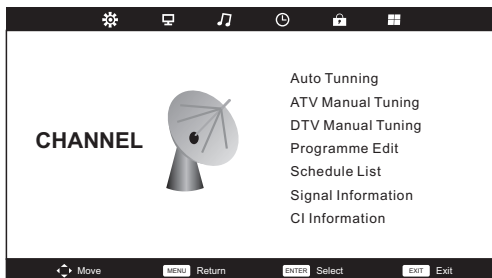 CHANNEL
Auto Tunning
ATV Manual Tuning
DTV Manual Tuning
Programme Edit
Schedule List
Signal Information
CI Information
Move MENU Return ENTER Select EXIT Exit